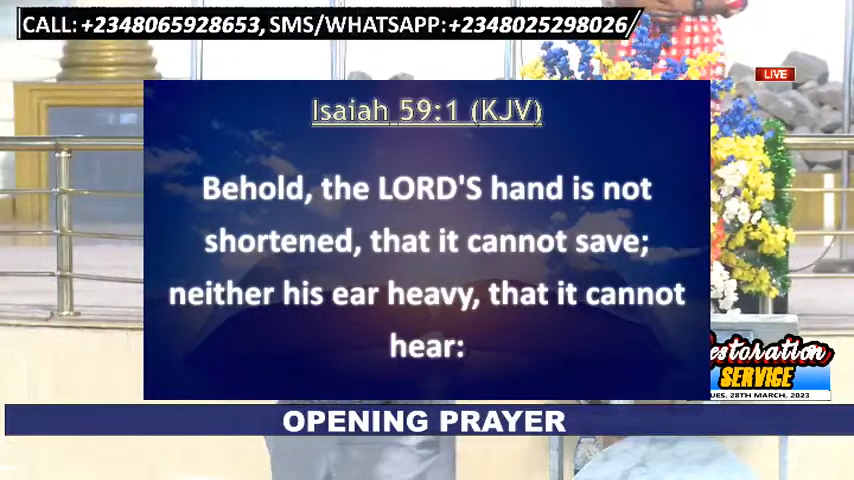 CALL: +2348065928653, SMS/WHATSAPP: +2348025298026/
LIVE
Isaiah 59:1 (KJV)
Behold, the LORD'S hand is not
shortened, that it cannot save;
neither his ear heavy, that it cannot
hear:
estoration
SERVICE
UES. 28TH MARCH, 2023
OPENING PRAYER